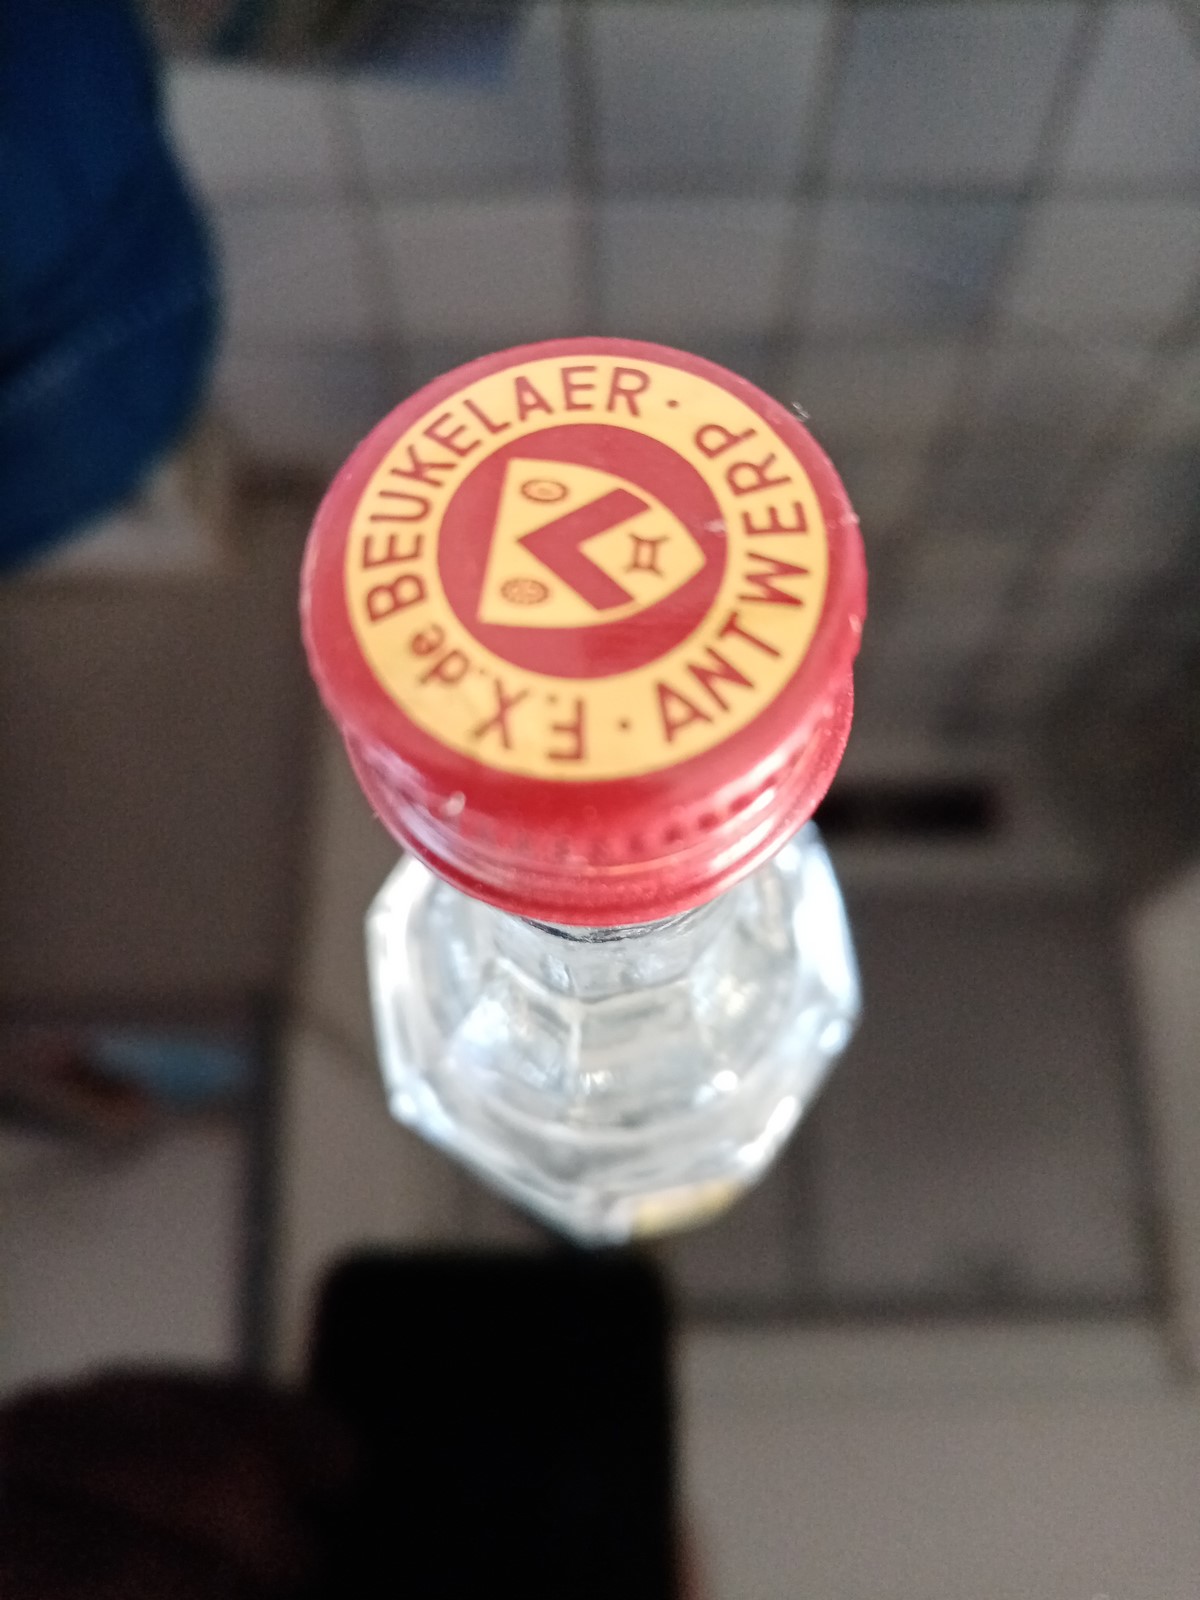 F.X. de BEUKELAER · ANTWERP ·